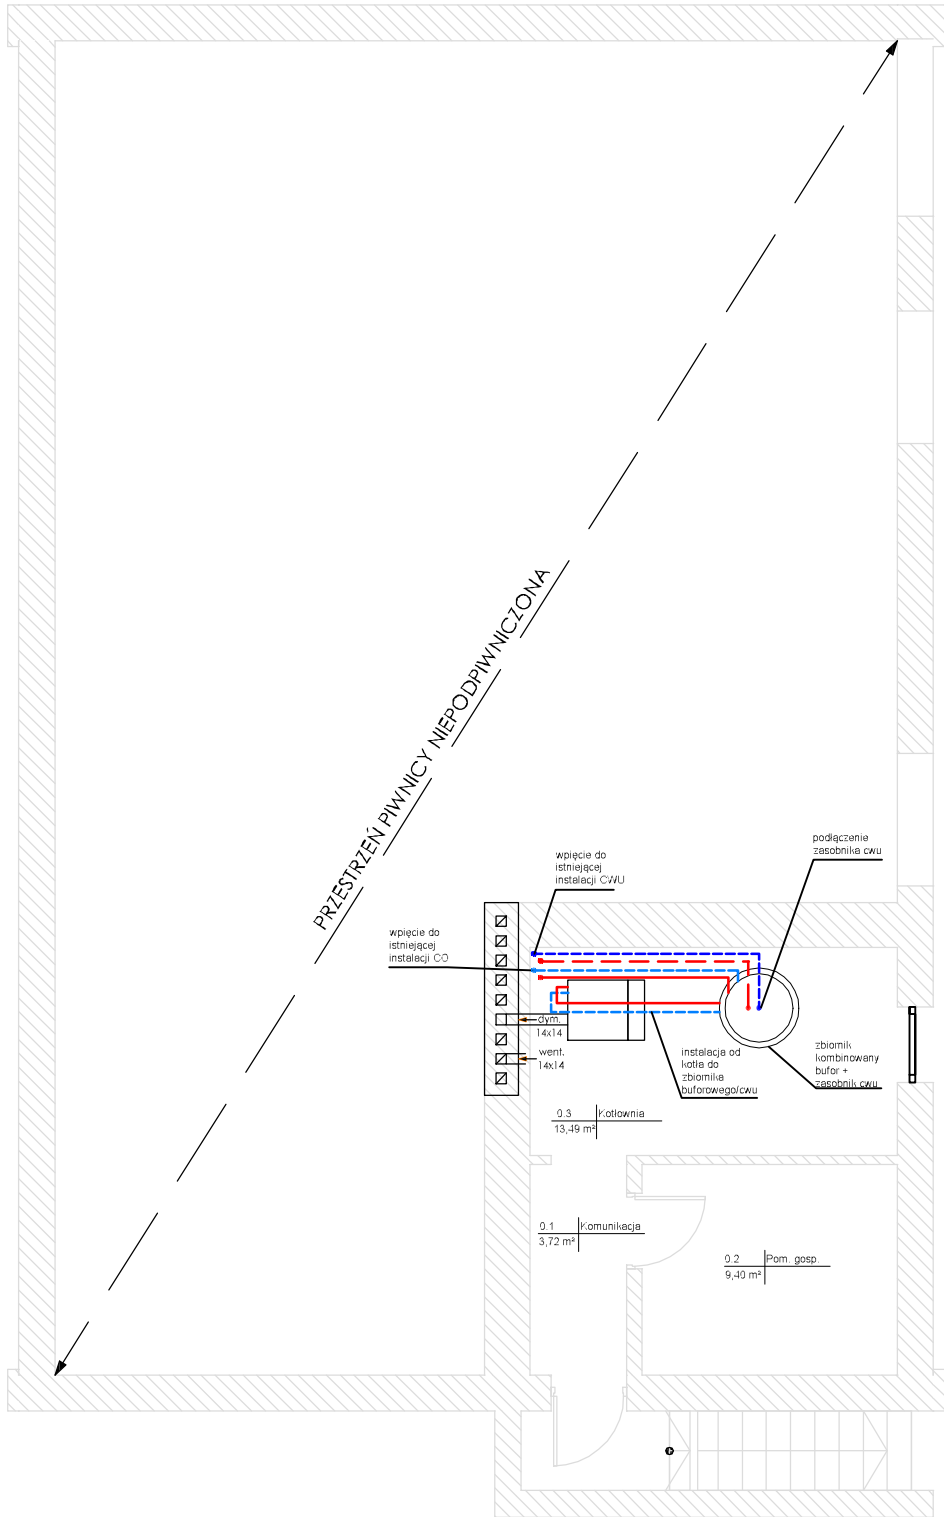 PRZESTRZEŃ PIWNICY NIEPODPIWNICZONA
podłączenie
zasobnika cwu
wpięcie do
istniejącej
instalacji CWU
wpięcie do
istniejącej
instalacji CO
dym.
14x14
went.
14x14
instalacja od
kotła do
zbiornika
buforowego/cwu
zbiornik
kombinowany
bufor +
zasobnik cwu
0.3 Kotłownia
13,49 m²
0.1 Komunikacja
3,72 m²
0.2 Pom. gosp.
9,40 m²